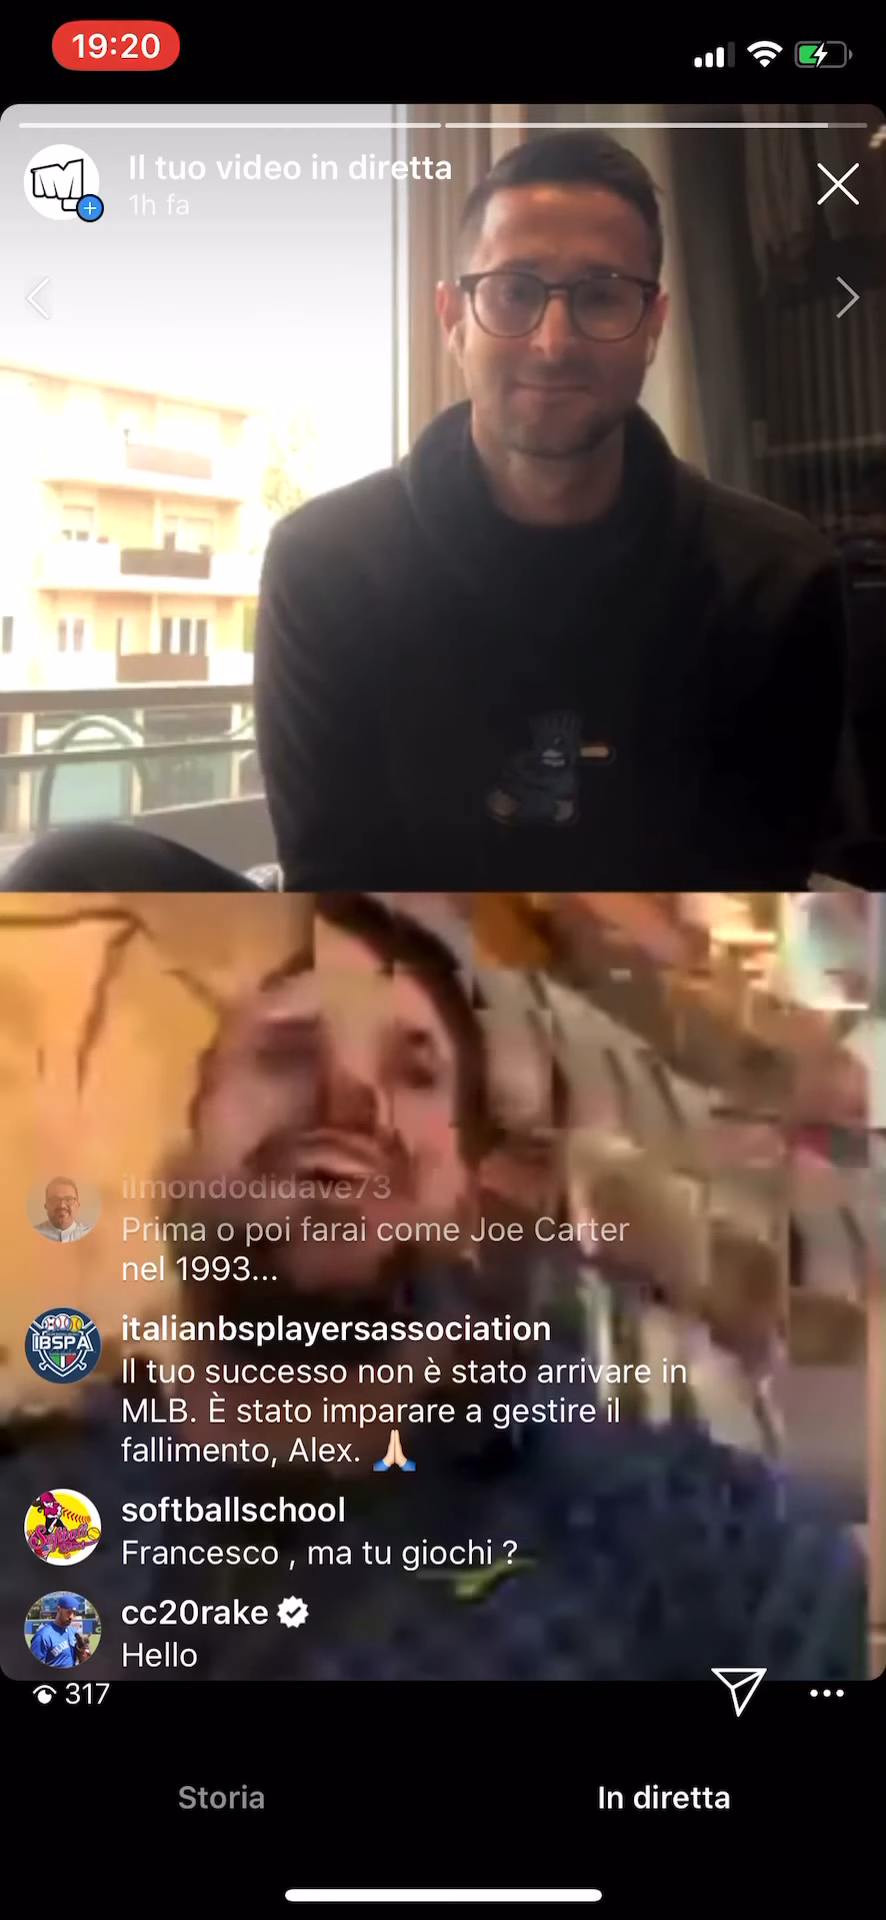 19:20
Il tuo video in diretta
1h fa
ilmondodidave73
Prima o poi farai come Joe Carter
nel 1993...
IBSPA
italianbsplayersassociation
Il tuo successo non è stato arrivare in
MLB. È stato imparare a gestire il
fallimento, Alex. 🙏🏻
softballschool
Francesco , ma tu giochi ?
cc20rake
Hello
317
Storia
In diretta